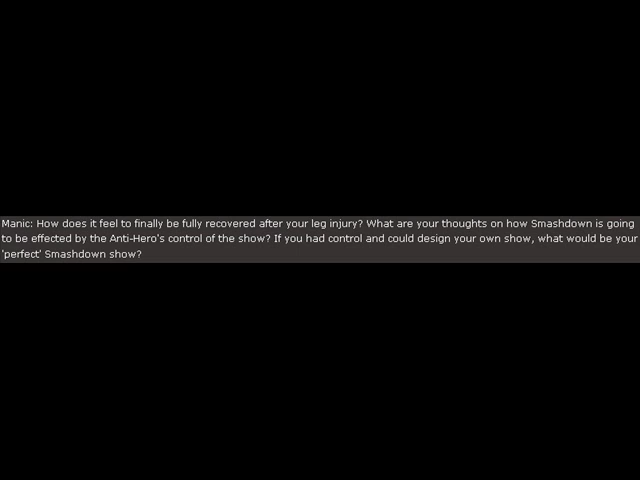 Manic: How does it feel to finally be fully recovered after your leg injury? What are your thoughts on how Smashdown is going
to be effected by the Anti-Hero's control of the show? If you had control and could design your own show, what would be your
'perfect' Smashdown show?